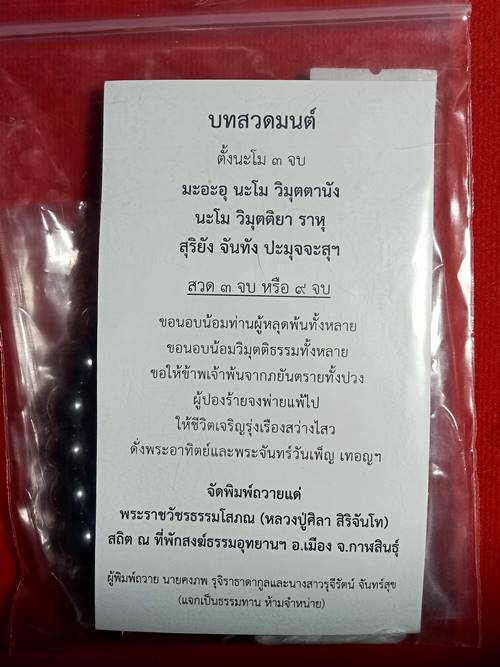 บทสวดมนต์
ตั้งนะโม ๓ จบ
มะอะอุ นะโม วิมุตตานัง
นะโม วิมุตติยา ราหุ
สุริยัง จันทัง ปะมุจจะสุฯ
สวด ๓ จบ หรือ ๙ จบ
ขอนอบน้อมท่านผู้หลุดพ้นทั้งหลาย
ขอนอบน้อมวิมุตติธรรมทั้งหลาย
ขอให้ข้าพเจ้าพ้นจากภยันตรายทั้งปวง
ผู้ปองร้ายจงพ่ายแพ้ไป
ให้ชีวิตเจริญรุ่งเรืองสว่างไสว
ดั่งพระอาทิตย์และพระจันทร์วันเพ็ญ เทอญฯ
จัดพิมพ์ถวายแด่
พระราชวัชรธรรมโสภณ (หลวงปู่ศิลา สิริจันโท)
สถิต ณ ที่พักสงฆ์ธรรมอุทยานฯ อ.เมือง จ.กาฬสินธุ์
ผู้พิมพ์ถวาย นายคงภพ รุจิราธาดากูลและนางสาวรุจีรัตน์ จันทร์สุข
(แจกเป็นธรรมทาน ห้ามจำหน่าย)